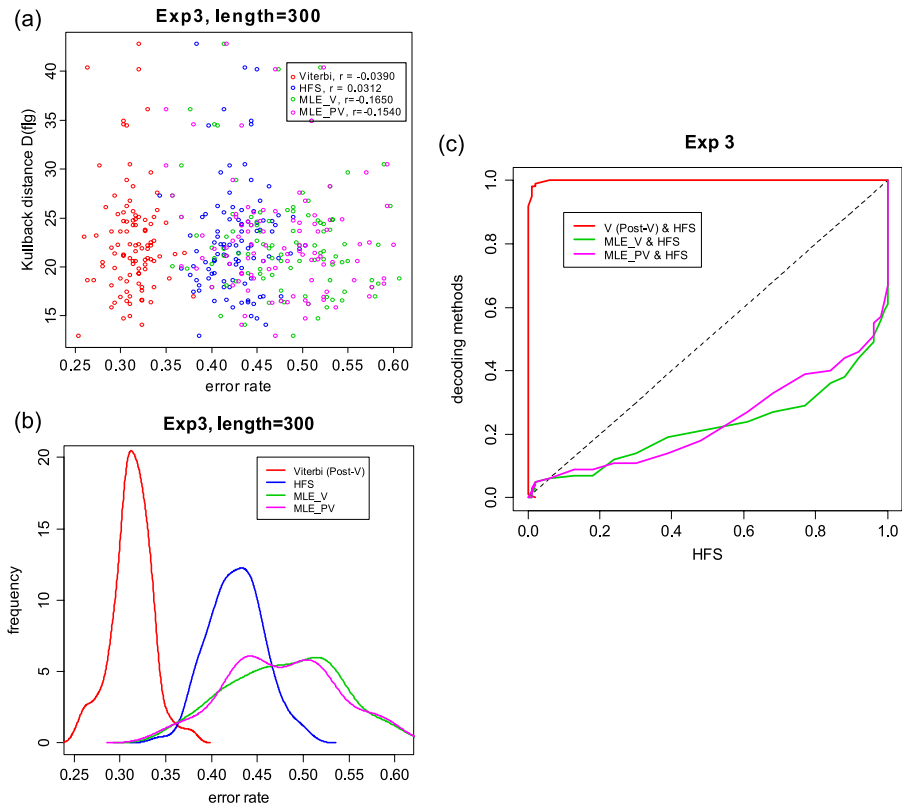 (a)
Exp3, length=300
Kullback distance D(f|g)
40
35
30
25
20
15
Viterbi, r = -0.0390
HFS, r = 0.0312
MLE_V, r=-0.1650
MLE_PV, r=-0.1540
0.25 0.30 0.35 0.40 0.45 0.50 0.55 0.60
error rate
(b)
Exp3, length=300
frequency
20
15
10
5
0
Viterbi (Post-V)
HFS
MLE_V
MLE_PV
0.25 0.30 0.35 0.40 0.45 0.50 0.55 0.60
error rate
(c)
Exp 3
decoding methods
1.0
0.8
0.6
0.4
0.2
0.0
V (Post-V) & HFS
MLE_V & HFS
MLE_PV & HFS
0.0 0.2 0.4 0.6 0.8 1.0
HFS